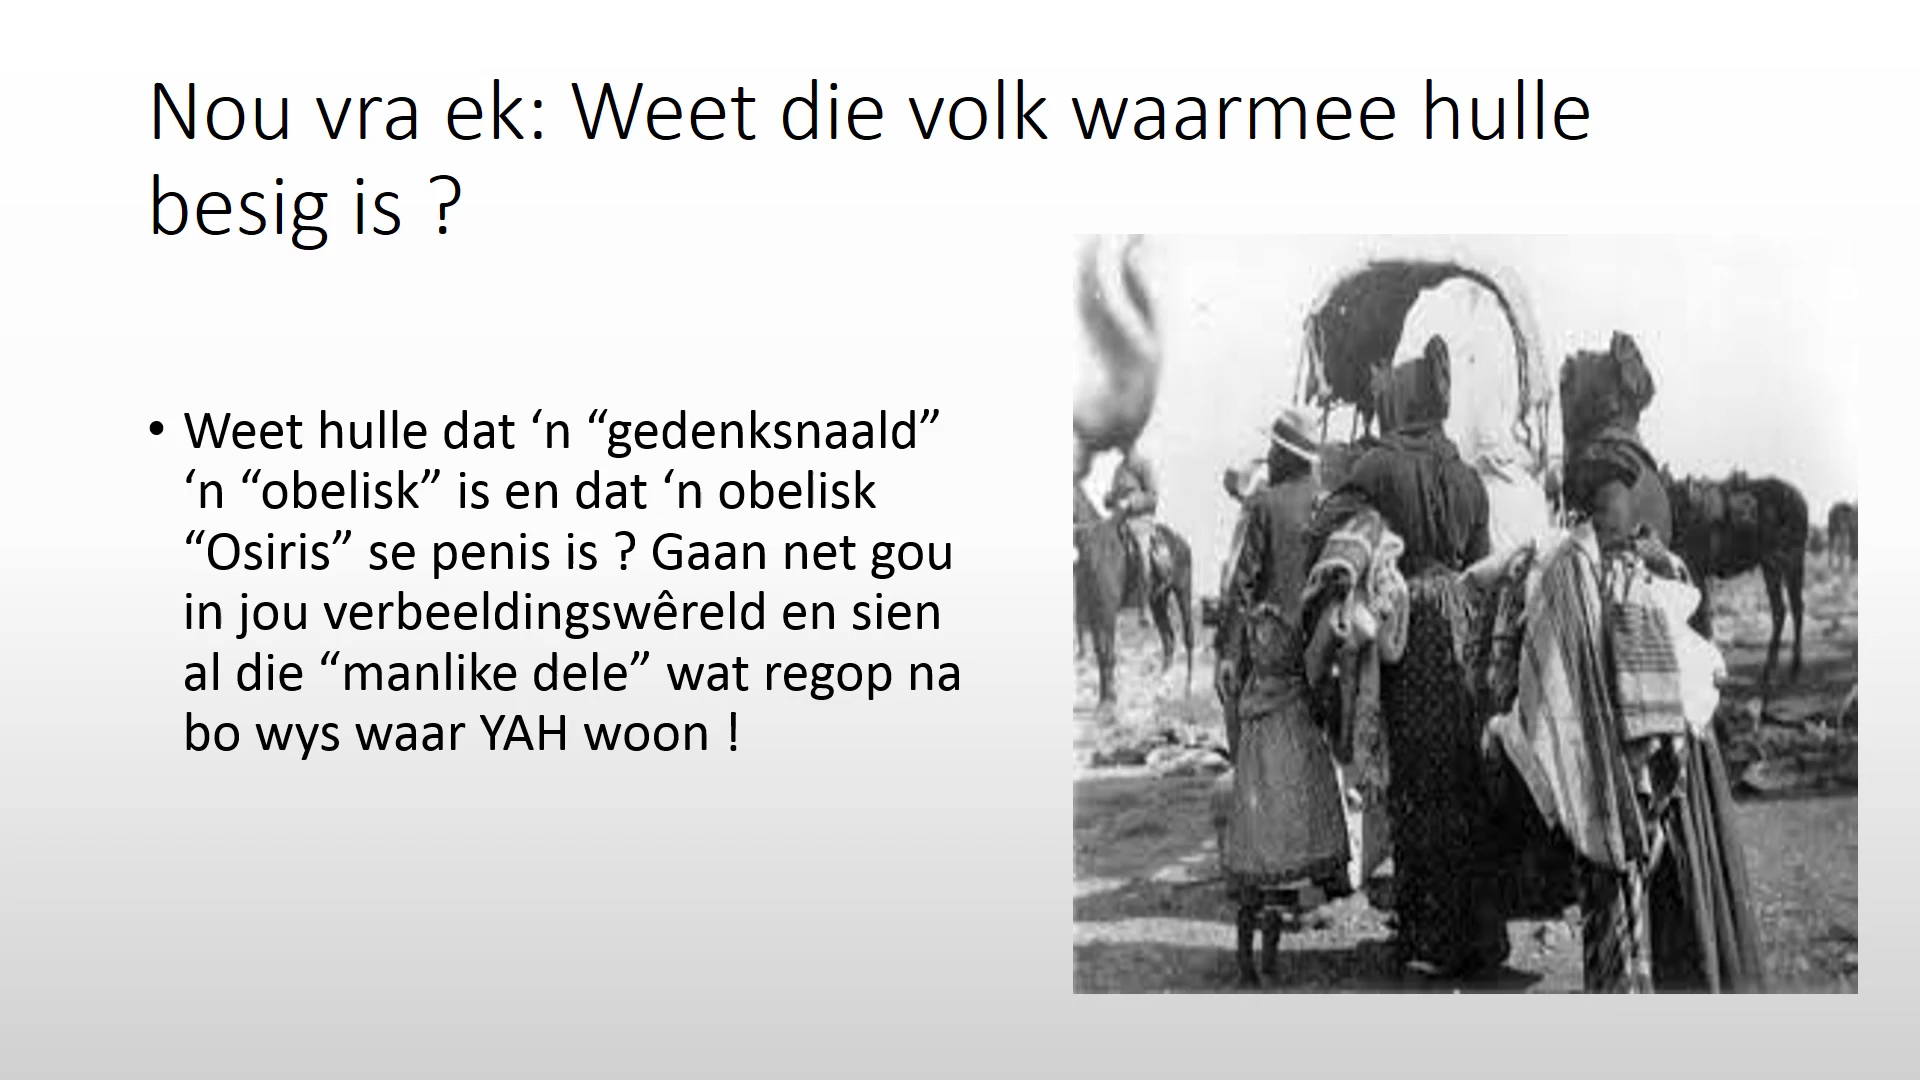 Nou vra ek: Weet die volk waarmee hulle
besig is ?
• Weet hulle dat ‘n “gedenksnaald”
‘n “obelisk” is en dat ‘n obelisk
“Osiris” se penis is ? Gaan net gou
in jou verbeeldingswêreld en sien
al die “manlike dele” wat regop na
bo wys waar YAH woon !